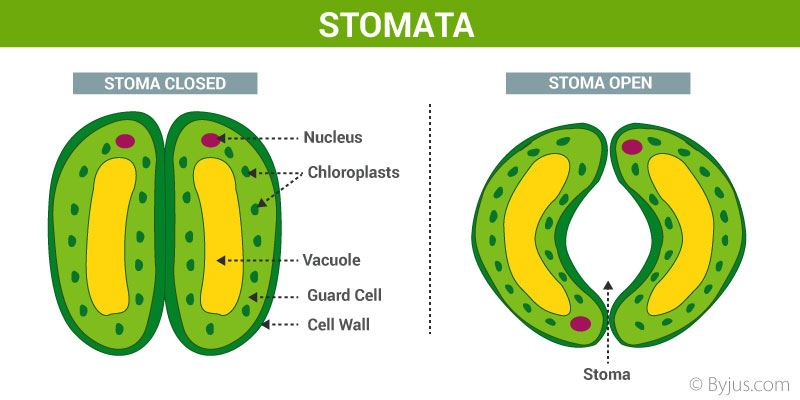 STOMATA
STOMA CLOSED
STOMA OPEN
Nucleus
Chloroplasts
Vacuole
Guard Cell
Cell Wall
Stoma
© Byjus.com